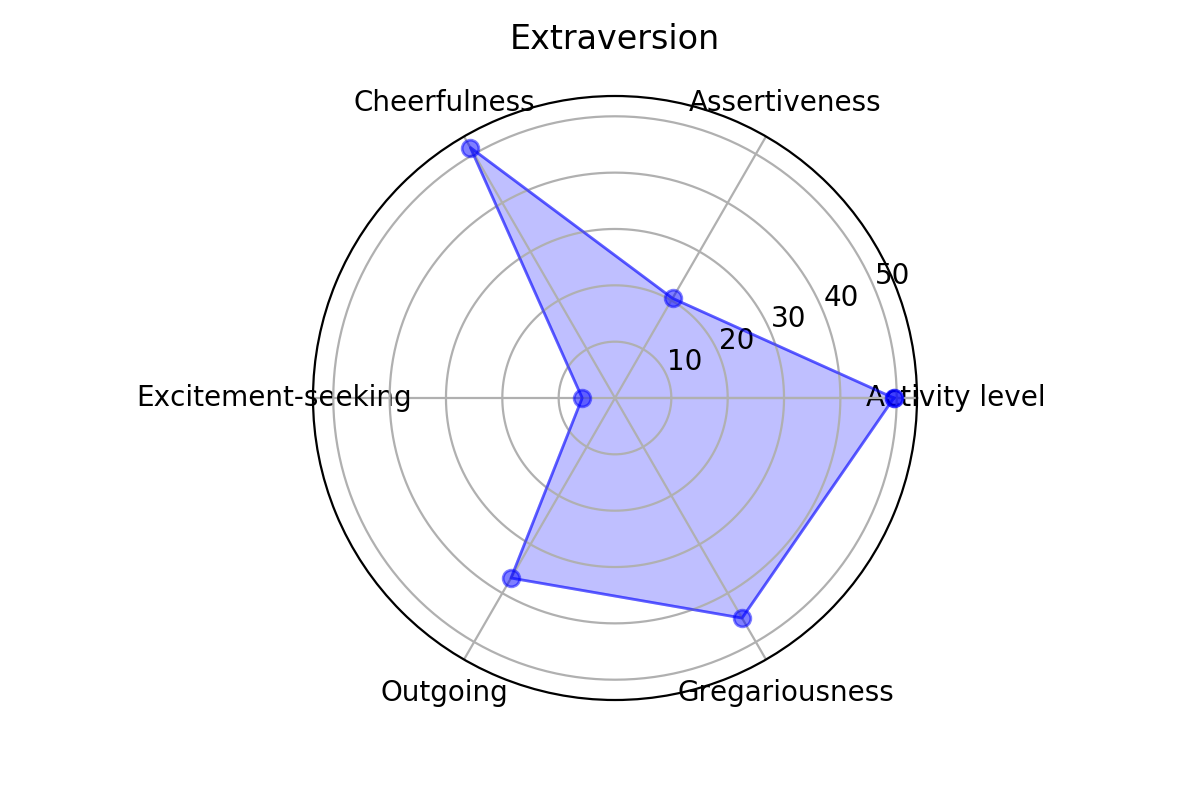 Extraversion
Cheerfulness
Assertiveness
50
40
30
20
10
Excitement-seeking
Activity level
Outgoing
Gregariousness